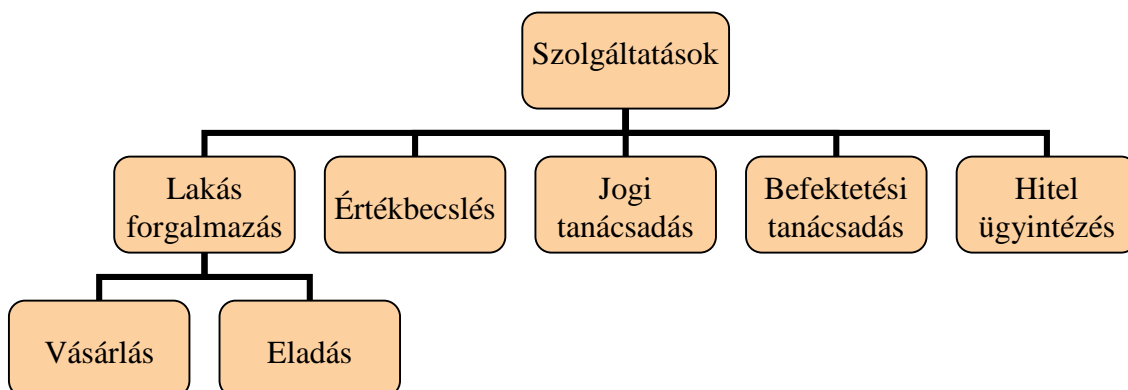 Szolgáltatások
Lakás
forgalmazás
Értékbecslés
Jogi
tanácsadás
Befektetési
tanácsadás
Hitel
ügyintézés
Vásárlás
Eladás